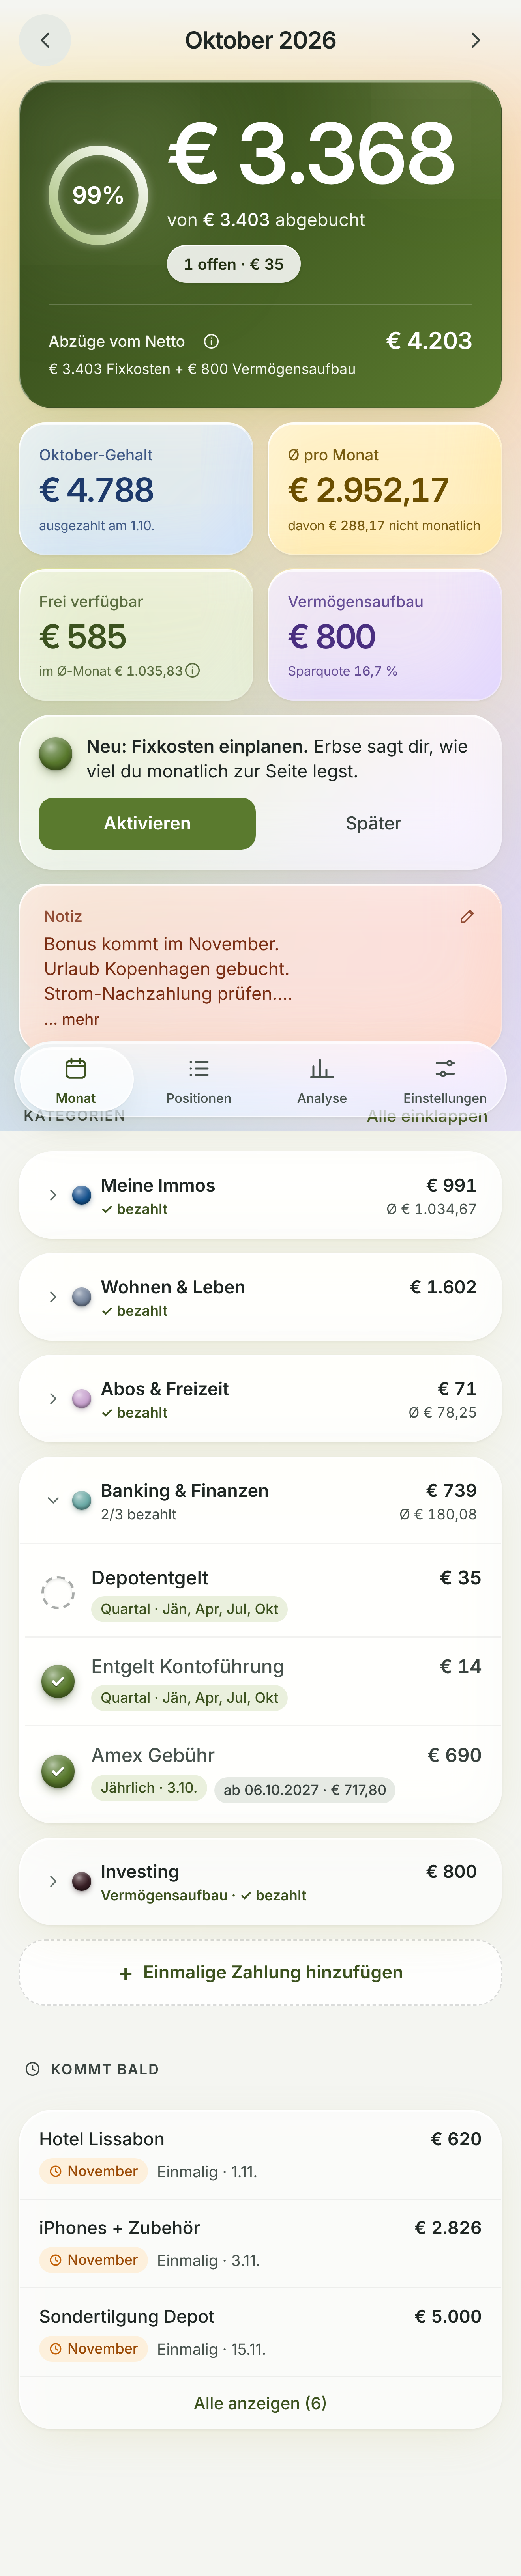 Oktober 2026
99%
€ 3.368
von € 3.403 abgebucht
1 offen · € 35
Abzüge vom Netto
€ 4.203
€ 3.403 Fixkosten + € 800 Vermögensaufbau
Oktober-Gehalt
€ 4.788
ausgezahlt am 1.10.
Ø pro Monat
€ 2.952,17
davon € 288,17 nicht monatlich
Frei verfügbar
€ 585
im Ø-Monat € 1.035,83
Vermögensaufbau
€ 800
Sparquote 16,7 %
Neu: Fixkosten einplanen. Erbse sagt dir, wie
viel du monatlich zur Seite legst.
Aktivieren
Später
Notiz
Bonus kommt im November.
Urlaub Kopenhagen gebucht.
Strom-Nachzahlung prüfen....
... mehr
Monat
Positionen
Analyse
Einstellungen
KATEGORIEN
Alle einklappen
Meine Immos
€ 991
✓ bezahlt
Ø € 1.034,67
Wohnen & Leben
€ 1.602
✓ bezahlt
Abos & Freizeit
€ 71
✓ bezahlt
Ø € 78,25
Banking & Finanzen
€ 739
2/3 bezahlt
Ø € 180,08
Depotentgelt
€ 35
Quartal · Jän, Apr, Jul, Okt
Entgelt Kontoführung
€ 14
Quartal · Jän, Apr, Jul, Okt
Amex Gebühr
€ 690
Jährlich · 3.10.
ab 06.10.2027 · € 717,80
Investing
€ 800
Vermögensaufbau · ✓ bezahlt
+ Einmalige Zahlung hinzufügen
KOMMT BALD
Hotel Lissabon
€ 620
November
Einmalig · 1.11.
iPhones + Zubehör
€ 2.826
November
Einmalig · 3.11.
Sondertilgung Depot
€ 5.000
November
Einmalig · 15.11.
Alle anzeigen (6)